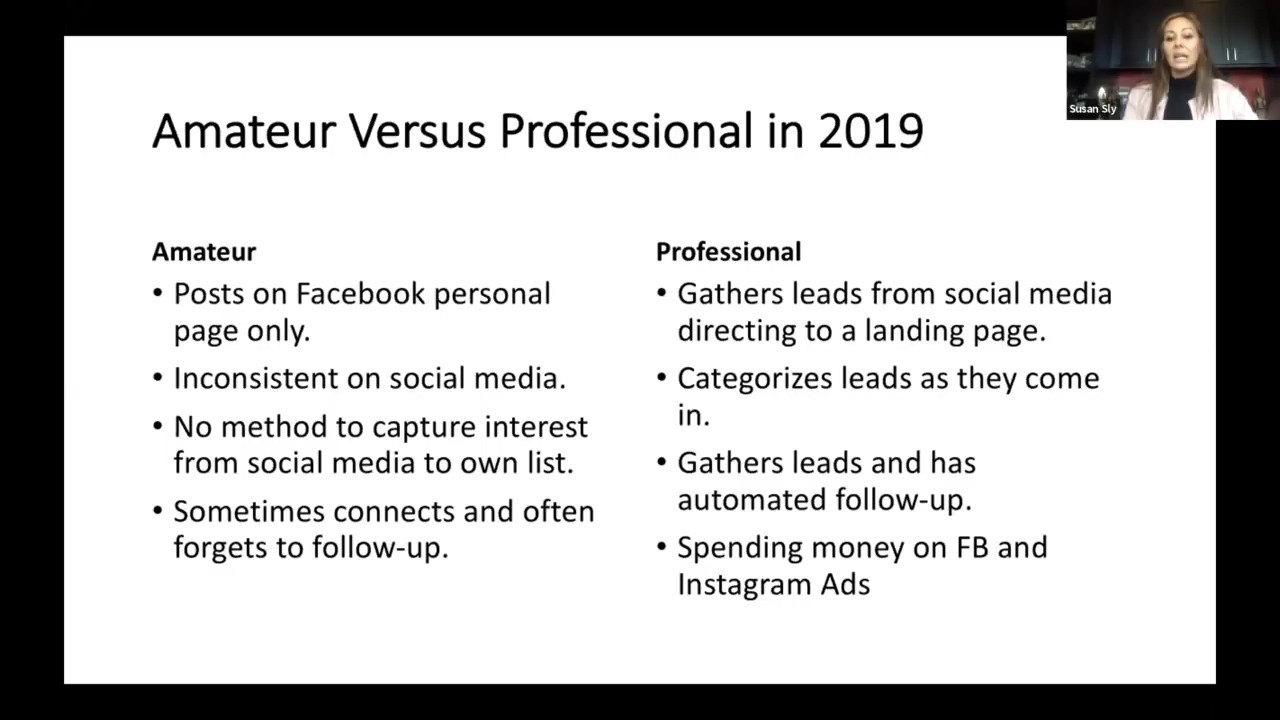 Susan Sly
Amateur Versus Professional in 2019
Amateur
• Posts on Facebook personal
page only.
• Inconsistent on social media.
• No method to capture interest
from social media to own list.
• Sometimes connects and often
forgets to follow-up.
Professional
• Gathers leads from social media
directing to a landing page.
• Categorizes leads as they come
in.
• Gathers leads and has
automated follow-up.
• Spending money on FB and
Instagram Ads